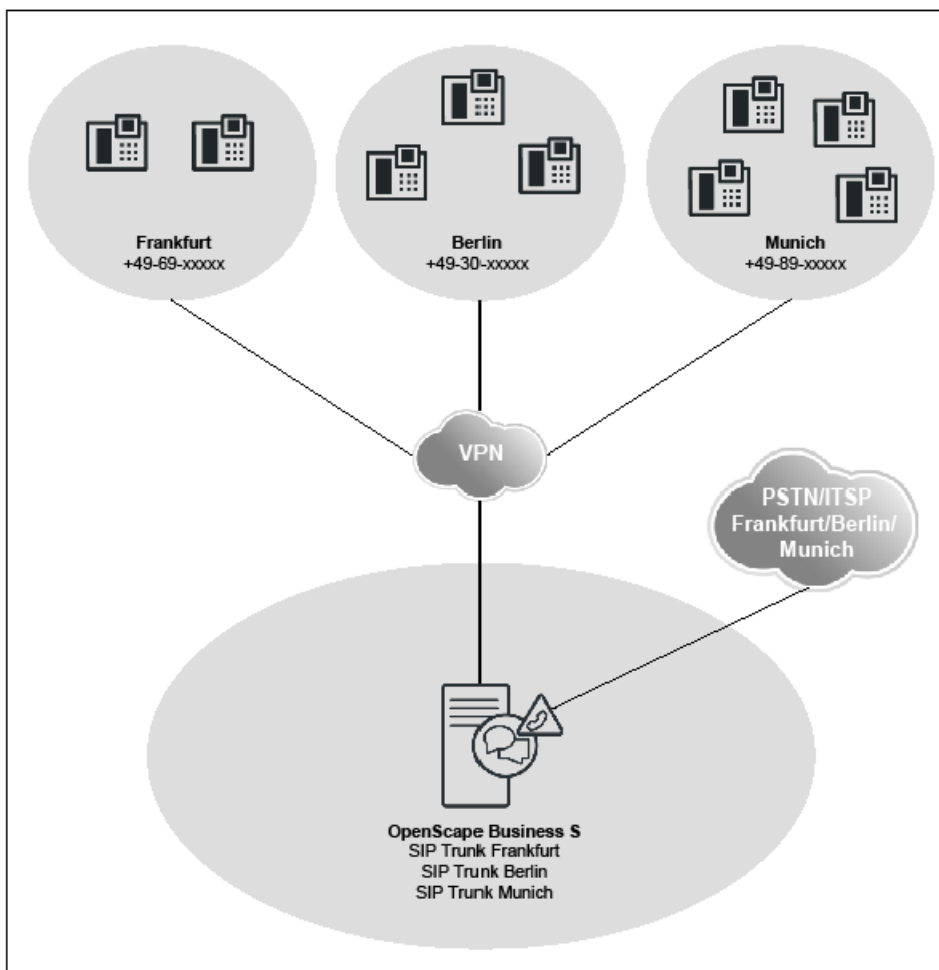 Frankfurt
+49-69-xxxxx
Berlin
+49-30-xxxxx
Munich
+49-89-xxxxx
VPN
PSTN/ITSP
Frankfurt/Berlin/
Munich
OpenScape Business S
SIP Trunk Frankfurt
SIP Trunk Berlin
SIP Trunk Munich